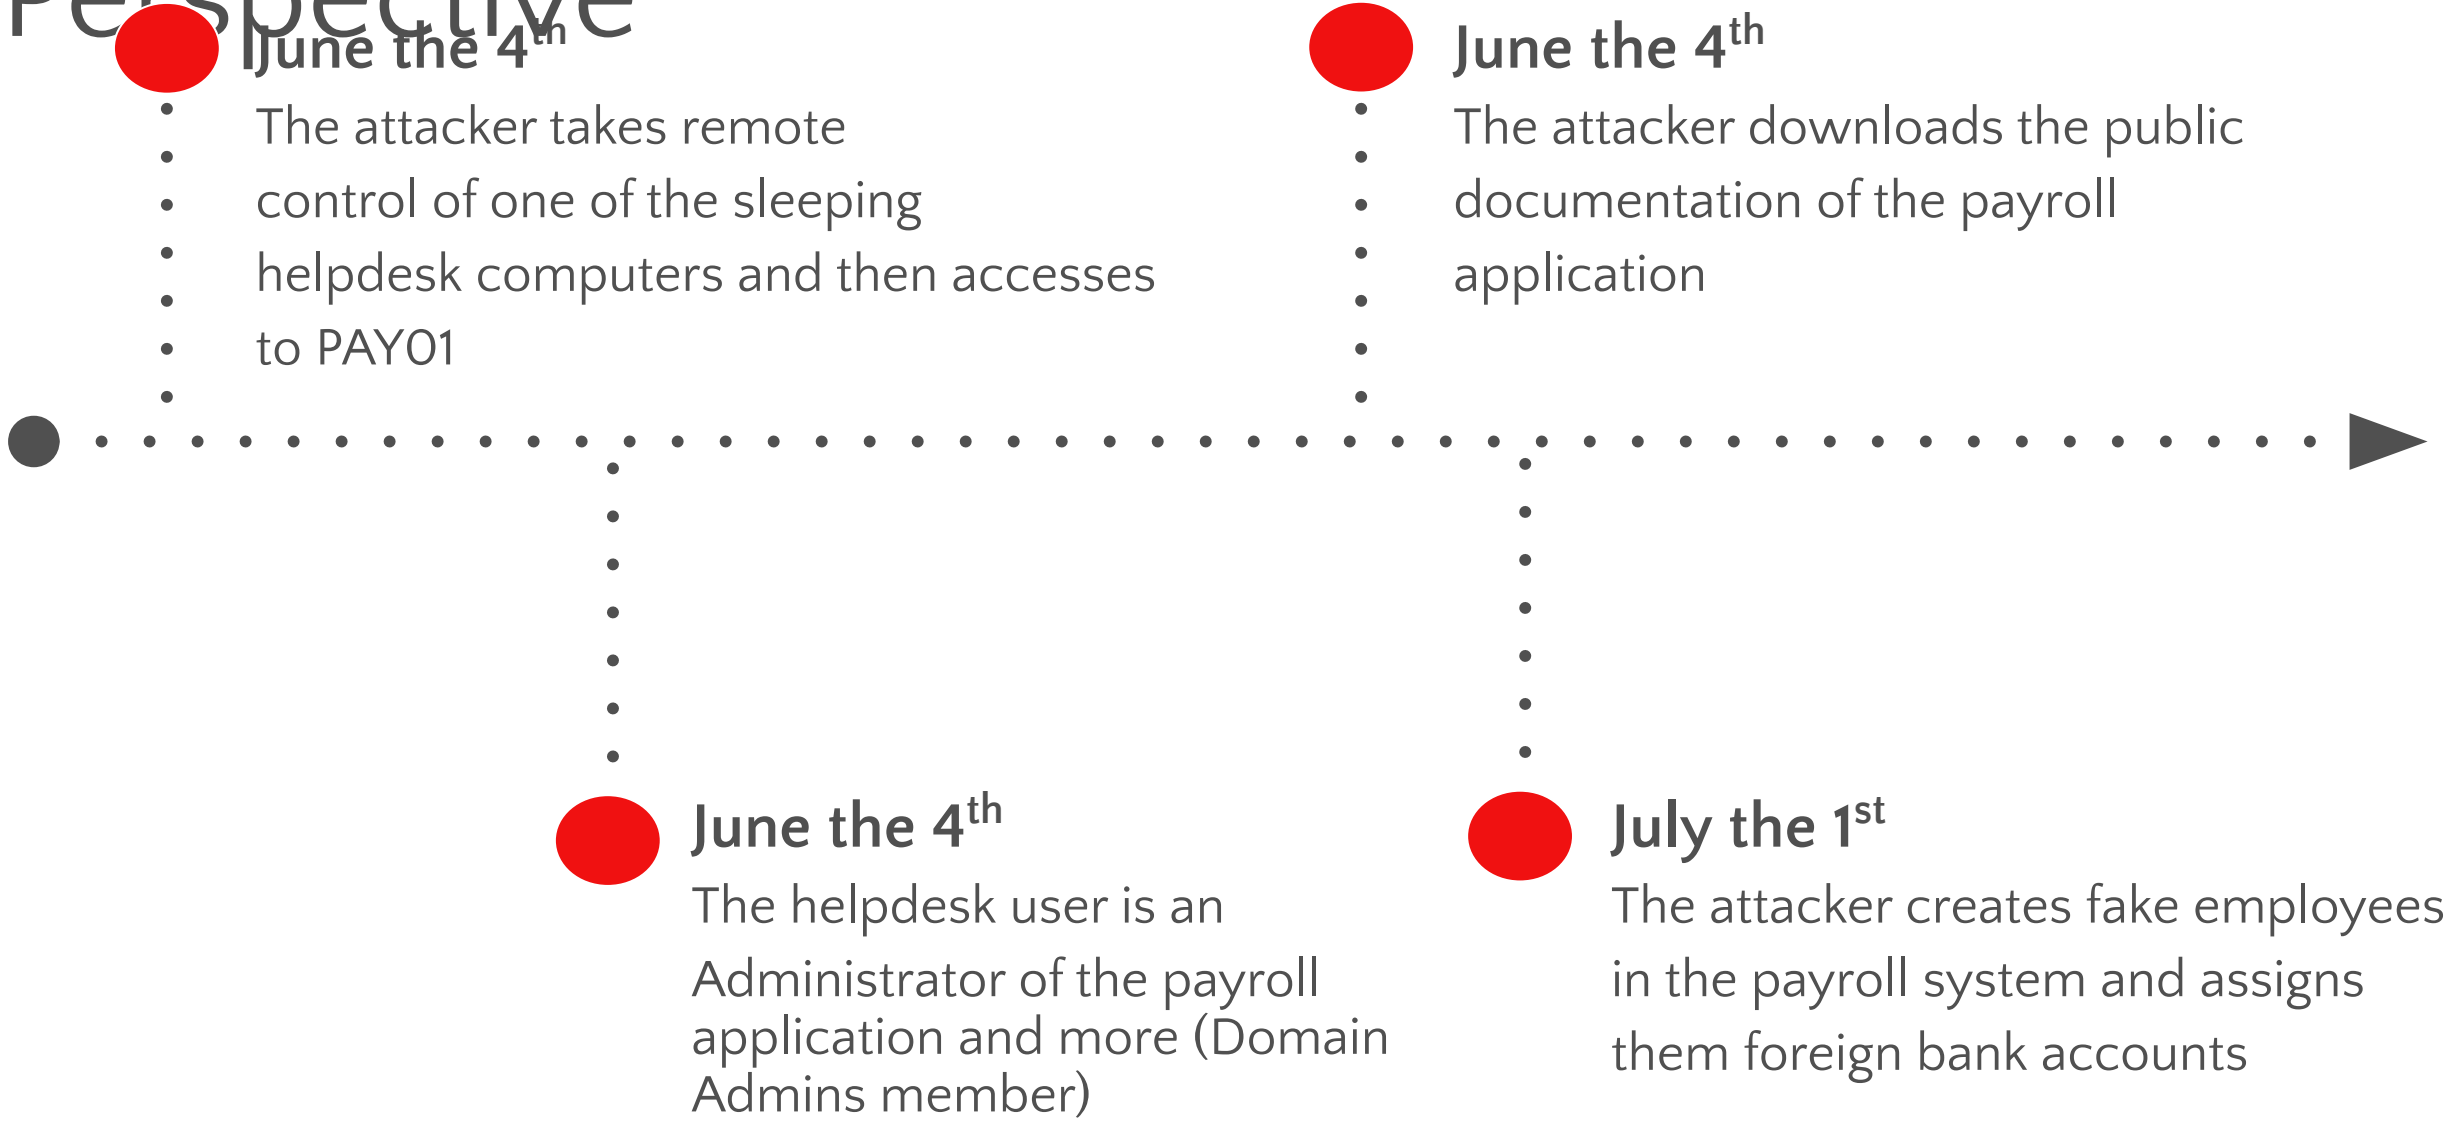 Perspective
June the 4th
The attacker takes remote
control of one of the sleeping
helpdesk computers and then accesses
to PAY01
June the 4th
The helpdesk user is an
Administrator of the payroll
application and more (Domain
Admins member)
June the 4th
The attacker downloads the public
documentation of the payroll
application
July the 1st
The attacker creates fake employees
in the payroll system and assigns
them foreign bank accounts